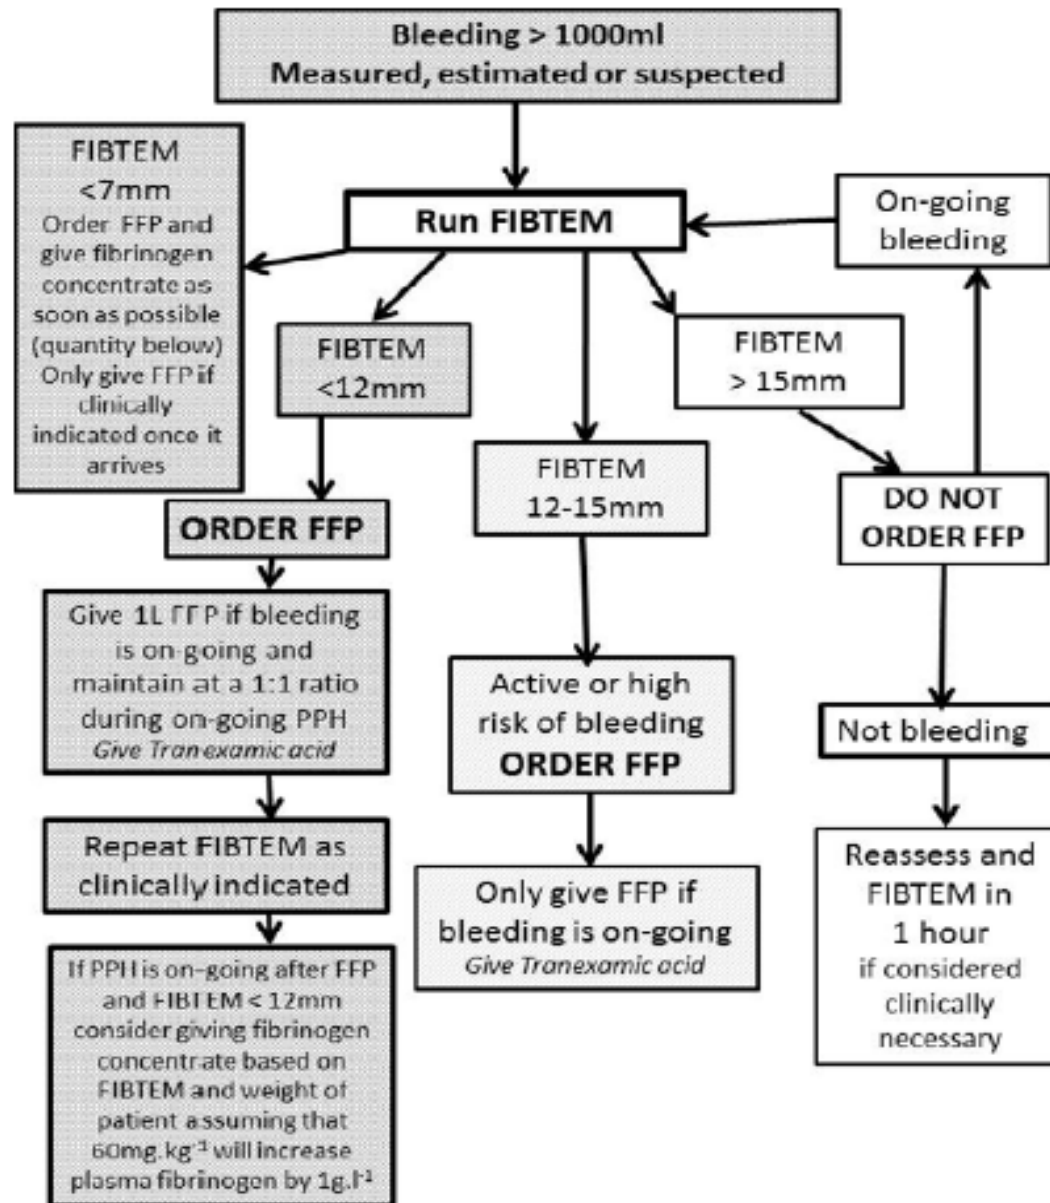 Bleeding > 1000ml
Measured, estimated or suspected
FIBTEM
<7mm
Order FFP and
give fibrinogen
concentrate as
soon as possible
(quantity below)
Only give FFP if
clinically
indicated once it
arrives
Run FIBTEM
On-going
bleeding
FIBTEM
<12mm
FIBTEM
> 15mm
FIBTEM
12-15mm
ORDER FFP
DO NOT
ORDER FFP
Give 1L FFP if bleeding
is on-going and
maintain at a 1:1 ratio
during on-going PPH
Give Tranexamic acid
Active or high
risk of bleeding
ORDER FFP
Not bleeding
Repeat FIBTEM as
clinically indicated
Only give FFP if
bleeding is on-going
Give Tranexamic acid
Reassess and
FIBTEM in
1 hour
if considered
clinically
necessary
If PPH is on-going after FFP
and FIBTEM < 12mm
consider giving fibrinogen
concentrate based on
FIBTEM and weight of
patient assuming that
60mg.kg⁻¹ will increase
plasma fibrinogen by 1g.l⁻¹